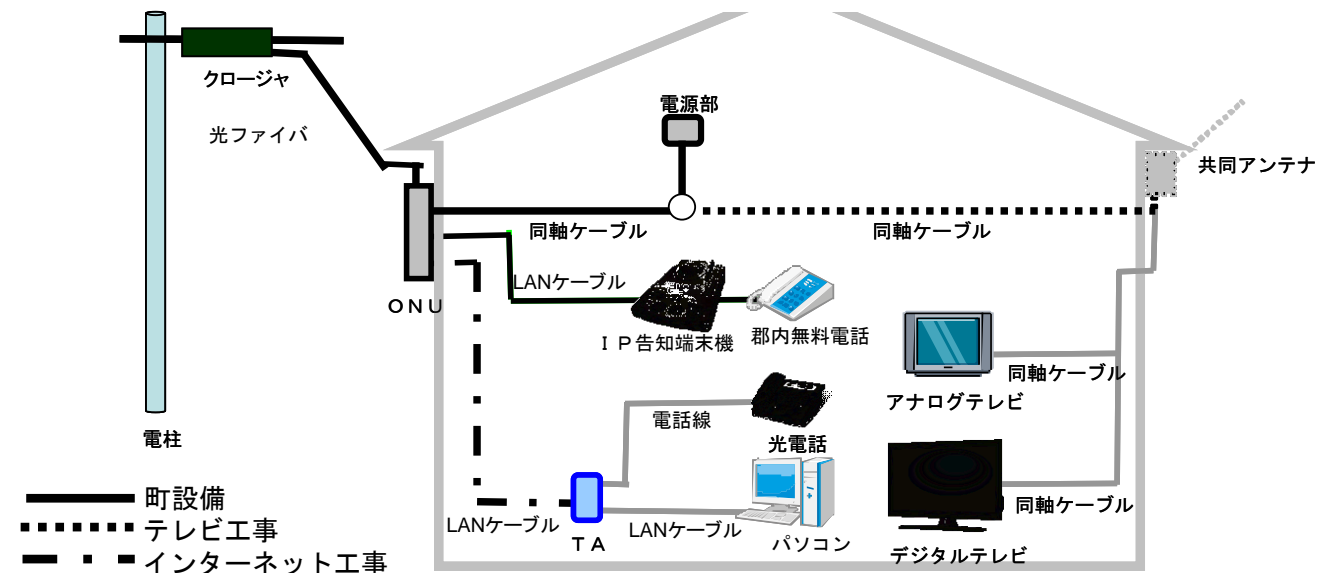 クロージャ
光ファイバ
電源部
共同アンテナ
同軸ケーブル
同軸ケーブル
LANケーブル
ONU
IP告知端末機
郡内無料電話
同軸ケーブル
アナログテレビ
電話線
光電話
電柱
同軸ケーブル
LANケーブル
TA
LANケーブル
パソコン
デジタルテレビ
町設備
テレビ工事
インターネット工事